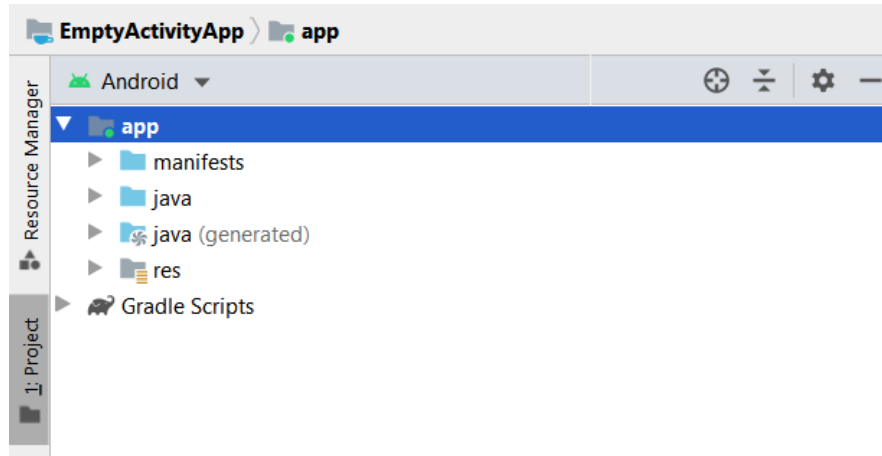 EmptyActivityApp app
Android
app
manifests
java
java (generated)
res
Gradle Scripts
Resource Manager
1: Project